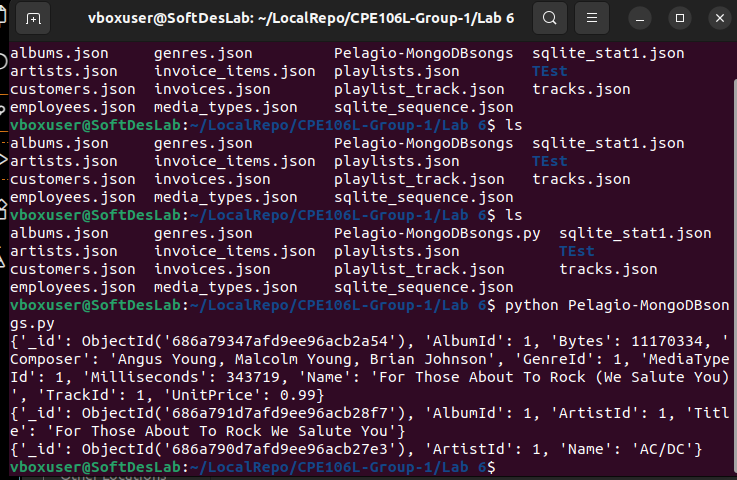 vboxuser@SoftDesLab: ~/LocalRepo/CPE106L-Group-1/Lab 6
albums.json genres.json Pelagio-MongoDBsongs sqlite_stat1.json
artists.json invoice_items.json playlists.json TEst
customers.json invoices.json playlist_track.json tracks.json
employees.json media_types.json sqlite_sequence.json
vboxuser@SoftDesLab:~/LocalRepo/CPE106L-Group-1/Lab 6$ ls
albums.json genres.json Pelagio-MongoDBsongs sqlite_stat1.json
artists.json invoice_items.json playlists.json TEst
customers.json invoices.json playlist_track.json tracks.json
employees.json media_types.json sqlite_sequence.json
vboxuser@SoftDesLab:~/LocalRepo/CPE106L-Group-1/Lab 6$ ls
albums.json genres.json Pelagio-MongoDBsongs.py sqlite_stat1.json
artists.json invoice_items.json playlists.json TEst
customers.json invoices.json playlist_track.json tracks.json
employees.json media_types.json sqlite_sequence.json
vboxuser@SoftDesLab:~/LocalRepo/CPE106L-Group-1/Lab 6$ python Pelagio-MongoDBson
gs.py
{'_id': ObjectId('686a79347afd9ee96acb2a54'), 'AlbumId': 1, 'Bytes': 11170334, '
Composer': 'Angus Young, Malcolm Young, Brian Johnson', 'GenreId': 1, 'MediaType
Id': 1, 'Milliseconds': 343719, 'Name': 'For Those About To Rock (We Salute You)
', 'TrackId': 1, 'UnitPrice': 0.99}
{'_id': ObjectId('686a791d7afd9ee96acb28f7'), 'AlbumId': 1, 'ArtistId': 1, 'Titl
e': 'For Those About To Rock We Salute You'}
{'_id': ObjectId('686a790d7afd9ee96acb27e3'), 'ArtistId': 1, 'Name': 'AC/DC'}
vboxuser@SoftDesLab:~/LocalRepo/CPE106L-Group-1/Lab 6$